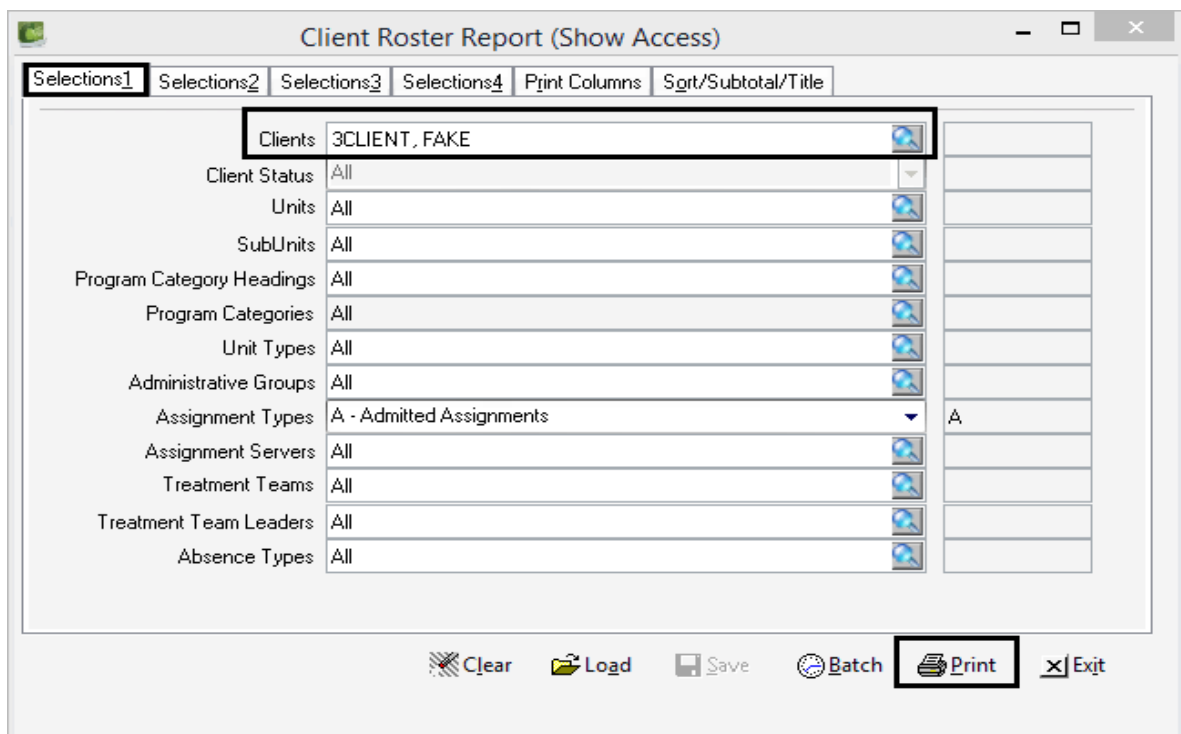 Client Roster Report (Show Access)
Selections1 Selections2 Selections3 Selections4 Print Columns Sort/Subtotal/Title
Clients 3CLIENT, FAKE
Client Status All
Units All
SubUnits All
Program Category Headings All
Program Categories All
Unit Types All
Administrative Groups All
Assignment Types A - Admitted Assignments A
Assignment Servers All
Treatment Teams All
Treatment Team Leaders All
Absence Types All
Clear Load Save Batch Print Exit